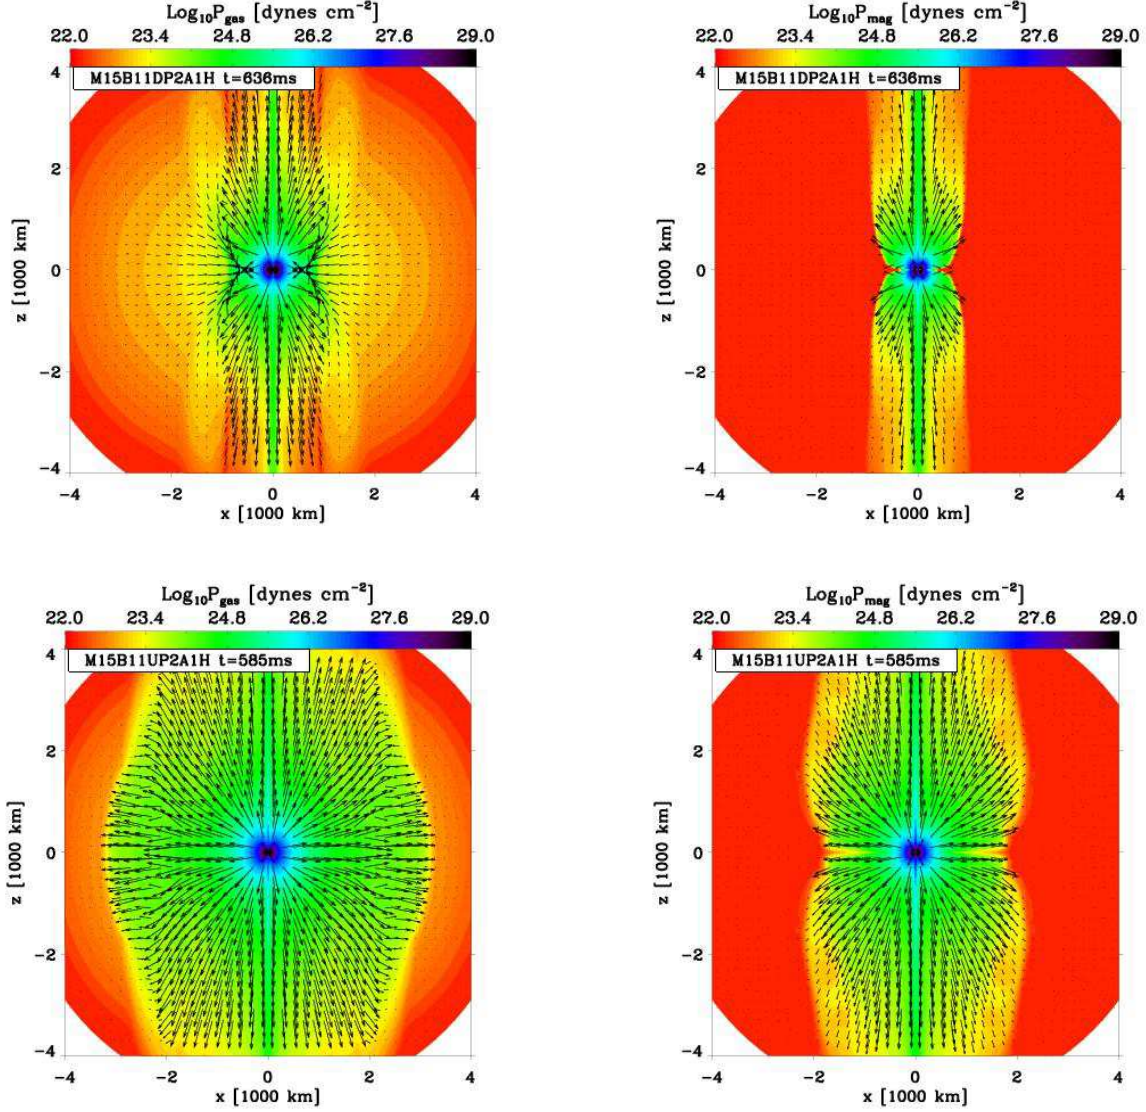 Log₁₀P_gas [dynes cm⁻²]
22.0 23.4 24.8 26.2 27.6 29.0
M15B11DP2A1H t=636ms
4
2
0
−2
−4
z [1000 km]
−4 −2 0 2 4
x [1000 km]
Log₁₀P_mag [dynes cm⁻²]
22.0 23.4 24.8 26.2 27.6 29.0
M15B11DP2A1H t=636ms
4
2
0
−2
−4
z [1000 km]
−4 −2 0 2 4
x [1000 km]
Log₁₀P_gas [dynes cm⁻²]
22.0 23.4 24.8 26.2 27.6 29.0
M15B11UP2A1H t=585ms
4
2
0
−2
−4
z [1000 km]
−4 −2 0 2 4
x [1000 km]
Log₁₀P_mag [dynes cm⁻²]
22.0 23.4 24.8 26.2 27.6 29.0
M15B11UP2A1H t=585ms
4
2
0
−2
−4
z [1000 km]
−4 −2 0 2 4
x [1000 km]